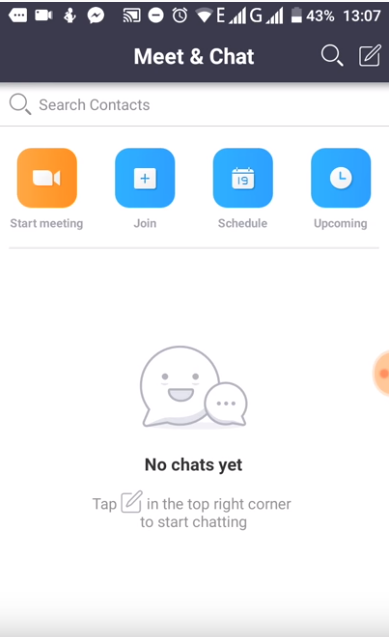 E G 43% 13:07
Meet & Chat
Search Contacts
19
Start meeting Join Schedule Upcoming
No chats yet
Tap in the top right corner
to start chatting